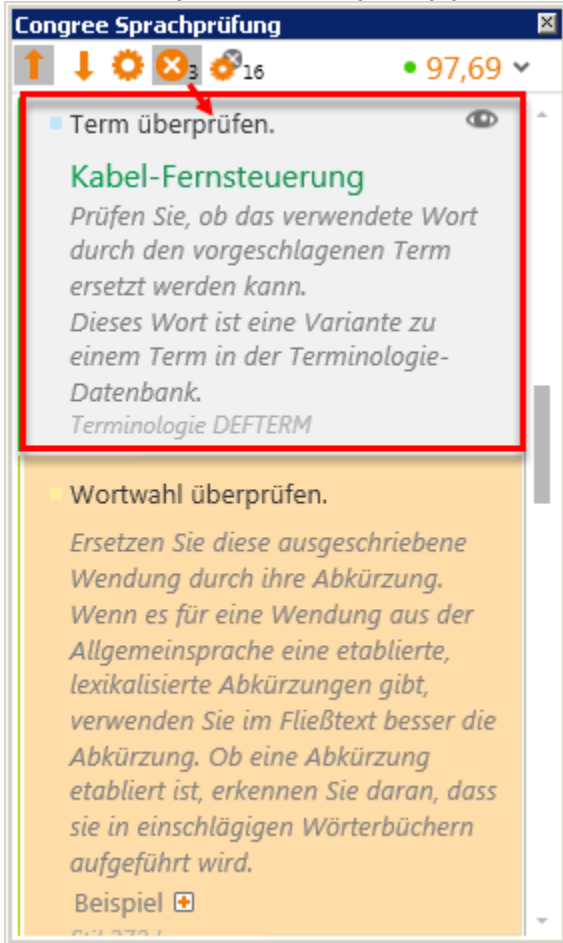 Congree Sprachprüfung
3 16 97,69
Term überprüfen.
Kabel-Fernsteuerung
Prüfen Sie, ob das verwendete Wort
durch den vorgeschlagenen Term
ersetzt werden kann.
Dieses Wort ist eine Variante zu
einem Term in der Terminologie-
Datenbank.
Terminologie DEFTERM
Wortwahl überprüfen.
Ersetzen Sie diese ausgeschriebene
Wendung durch ihre Abkürzung.
Wenn es für eine Wendung aus der
Allgemeinsprache eine etablierte,
lexikalisierte Abkürzungen gibt,
verwenden Sie im Fließtext besser die
Abkürzung. Ob eine Abkürzung
etabliert ist, erkennen Sie daran, dass
sie in einschlägigen Wörterbüchern
aufgeführt wird.
Beispiel